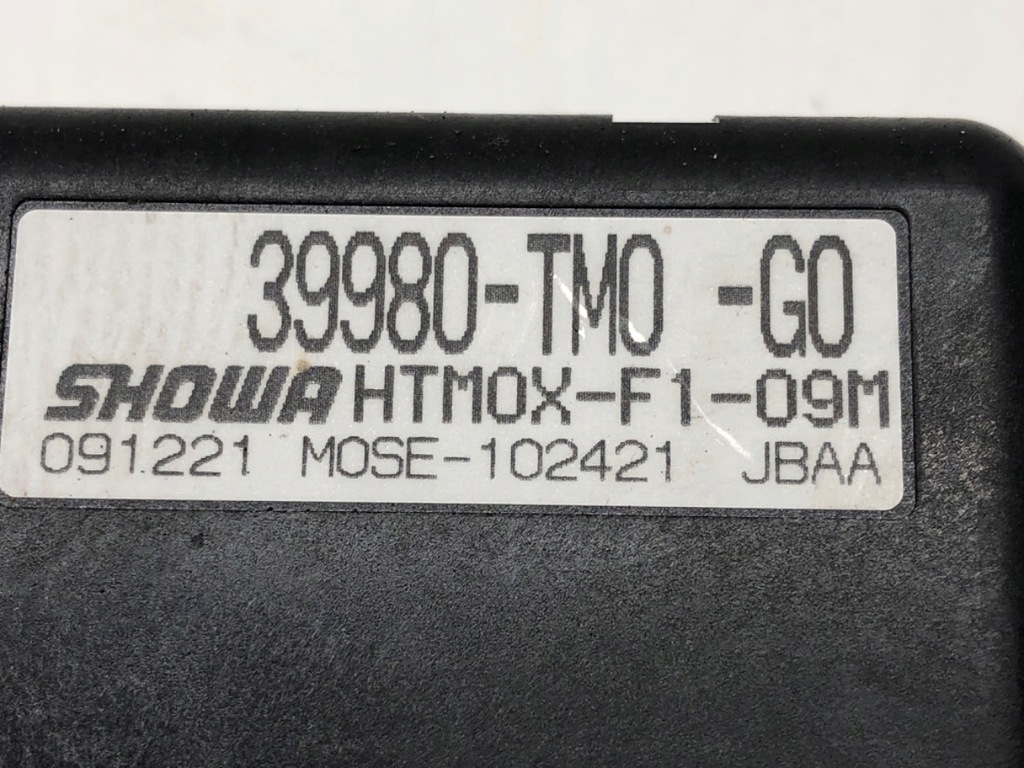 39980-TM0 -G0
SHOWA HTM0X-F1-09M
091221 M0SE-102421 JBAA